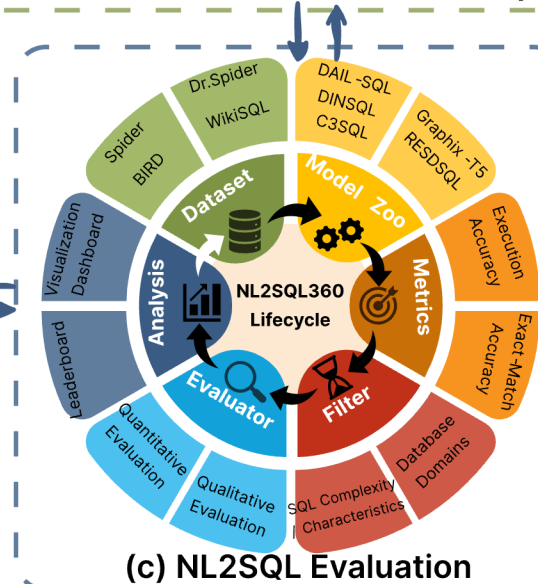 Dr.Spider
WikiSQL
DAIL -SQL
DINSQL
C3SQL
Spider
BIRD
Graphix -T5
RESDSQL
Dataset
Model Zoo
Visualization
Dashboard
Execution
Accuracy
Analysis
NL2SQL360
Lifecycle
Metrics
Leaderboard
Exact -Match
Accuracy
Evaluator
Filter
Quantitative
Evaluation
Qualitative
Evaluation
SQL Complexity
/ Characteristics
Database
Domains
(c) NL2SQL Evaluation